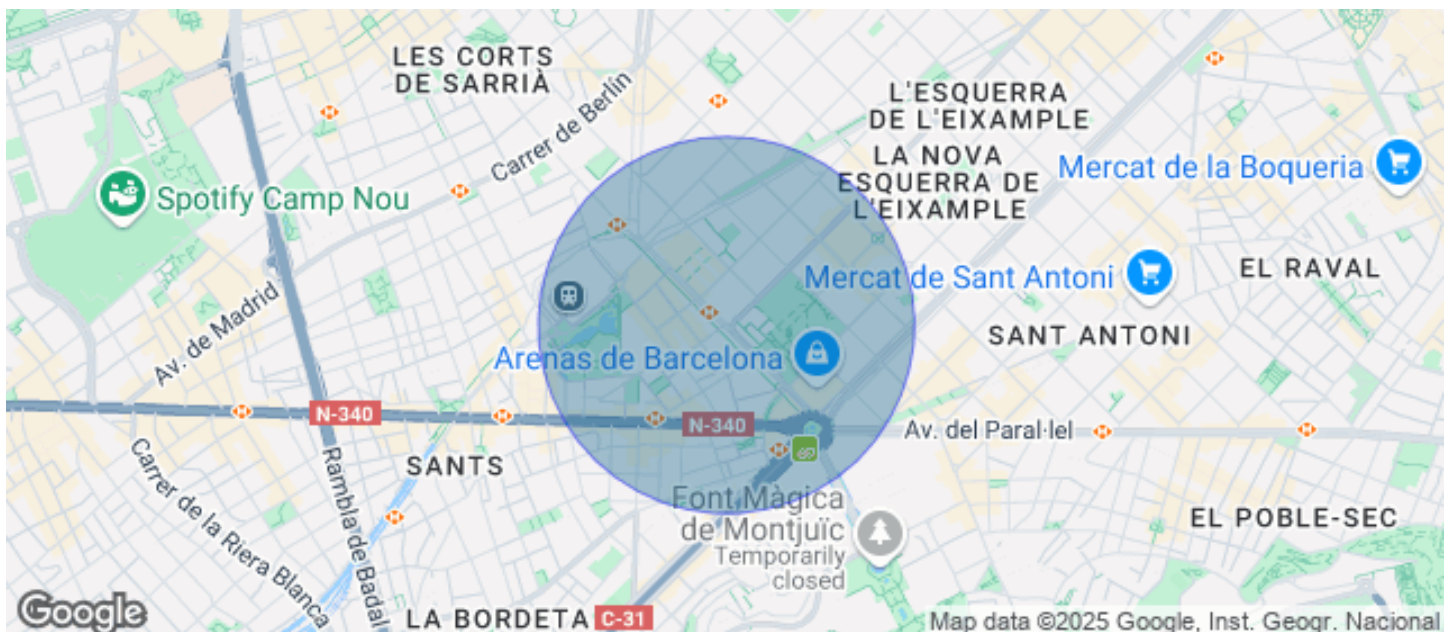 LES CORTS
DE SARRIÀ
L'ESQUERRA
DE L'EIXAMPLE
Carrer de Berlín
LA NOVA
ESQUERRA DE
L'EIXAMPLE
Mercat de la Boqueria
Spotify Camp Nou
Mercat de Sant Antoni
EL RAVAL
Av. de Madrid
SANT ANTONI
Arenas de Barcelona
N-340
N-340
Av. del Paral·lel
SANTS
Carrer de la Riera Blanca
Rambla de Badal
Font Màgica
de Montjuïc
Temporarily
closed
EL POBLE-SEC
Google
LA BORDETA
C-31
Map data ©2025 Google, Inst. Geogr. Nacional